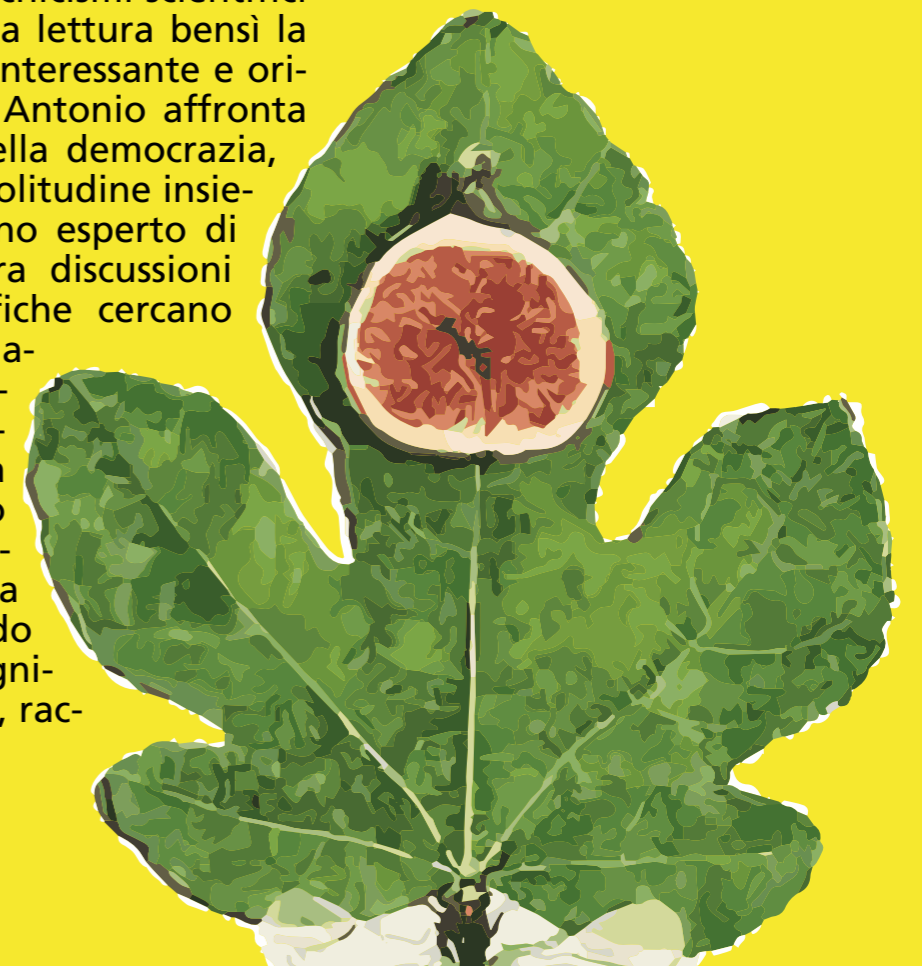 a lettura bensì la
nteressante e ori-
Antonio affronta
ella democrazia,
olitudine insie-
no esperto di
ra discussioni
fiche cercano
a-
-
-
a
do
gni-
, rac-